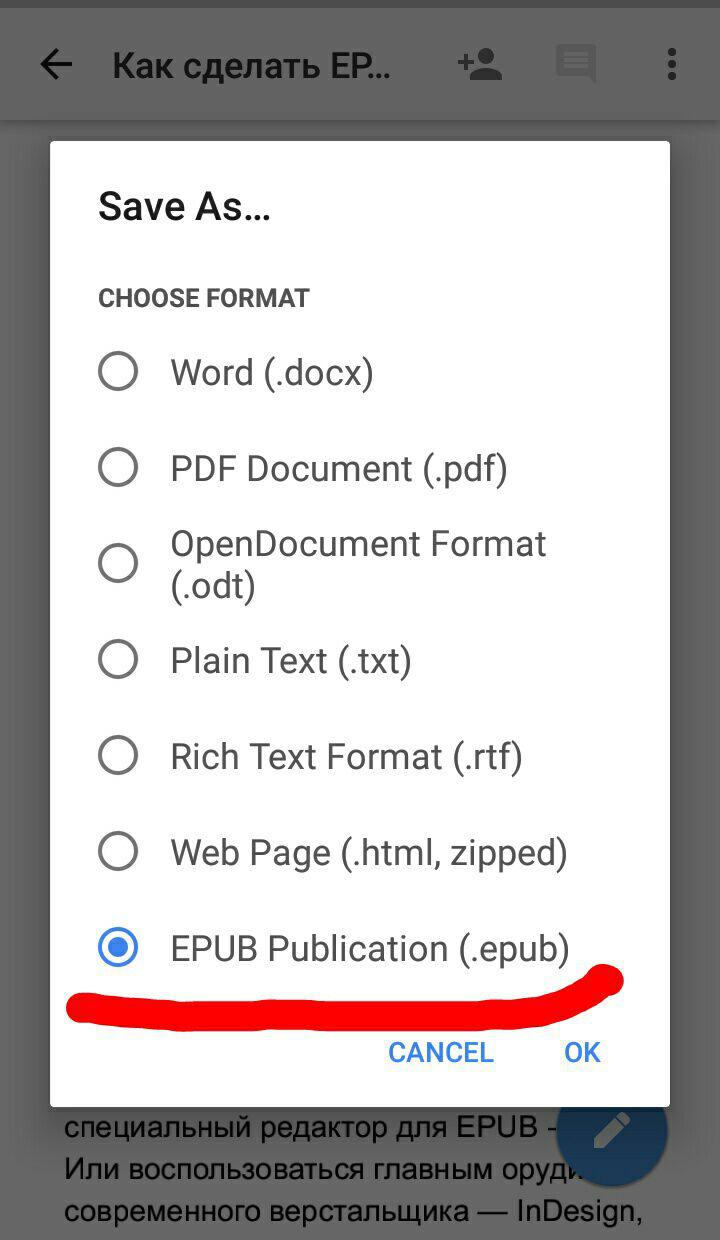 Как сделать EP...
Save As...
CHOOSE FORMAT
Word (.docx)
PDF Document (.pdf)
OpenDocument Format
(.odt)
Plain Text (.txt)
Rich Text Format (.rtf)
Web Page (.html, zipped)
EPUB Publication (.epub)
CANCEL OK
специальный редактор для EPUB -
Или воспользоваться главным
современного верстальщика — InDesign,